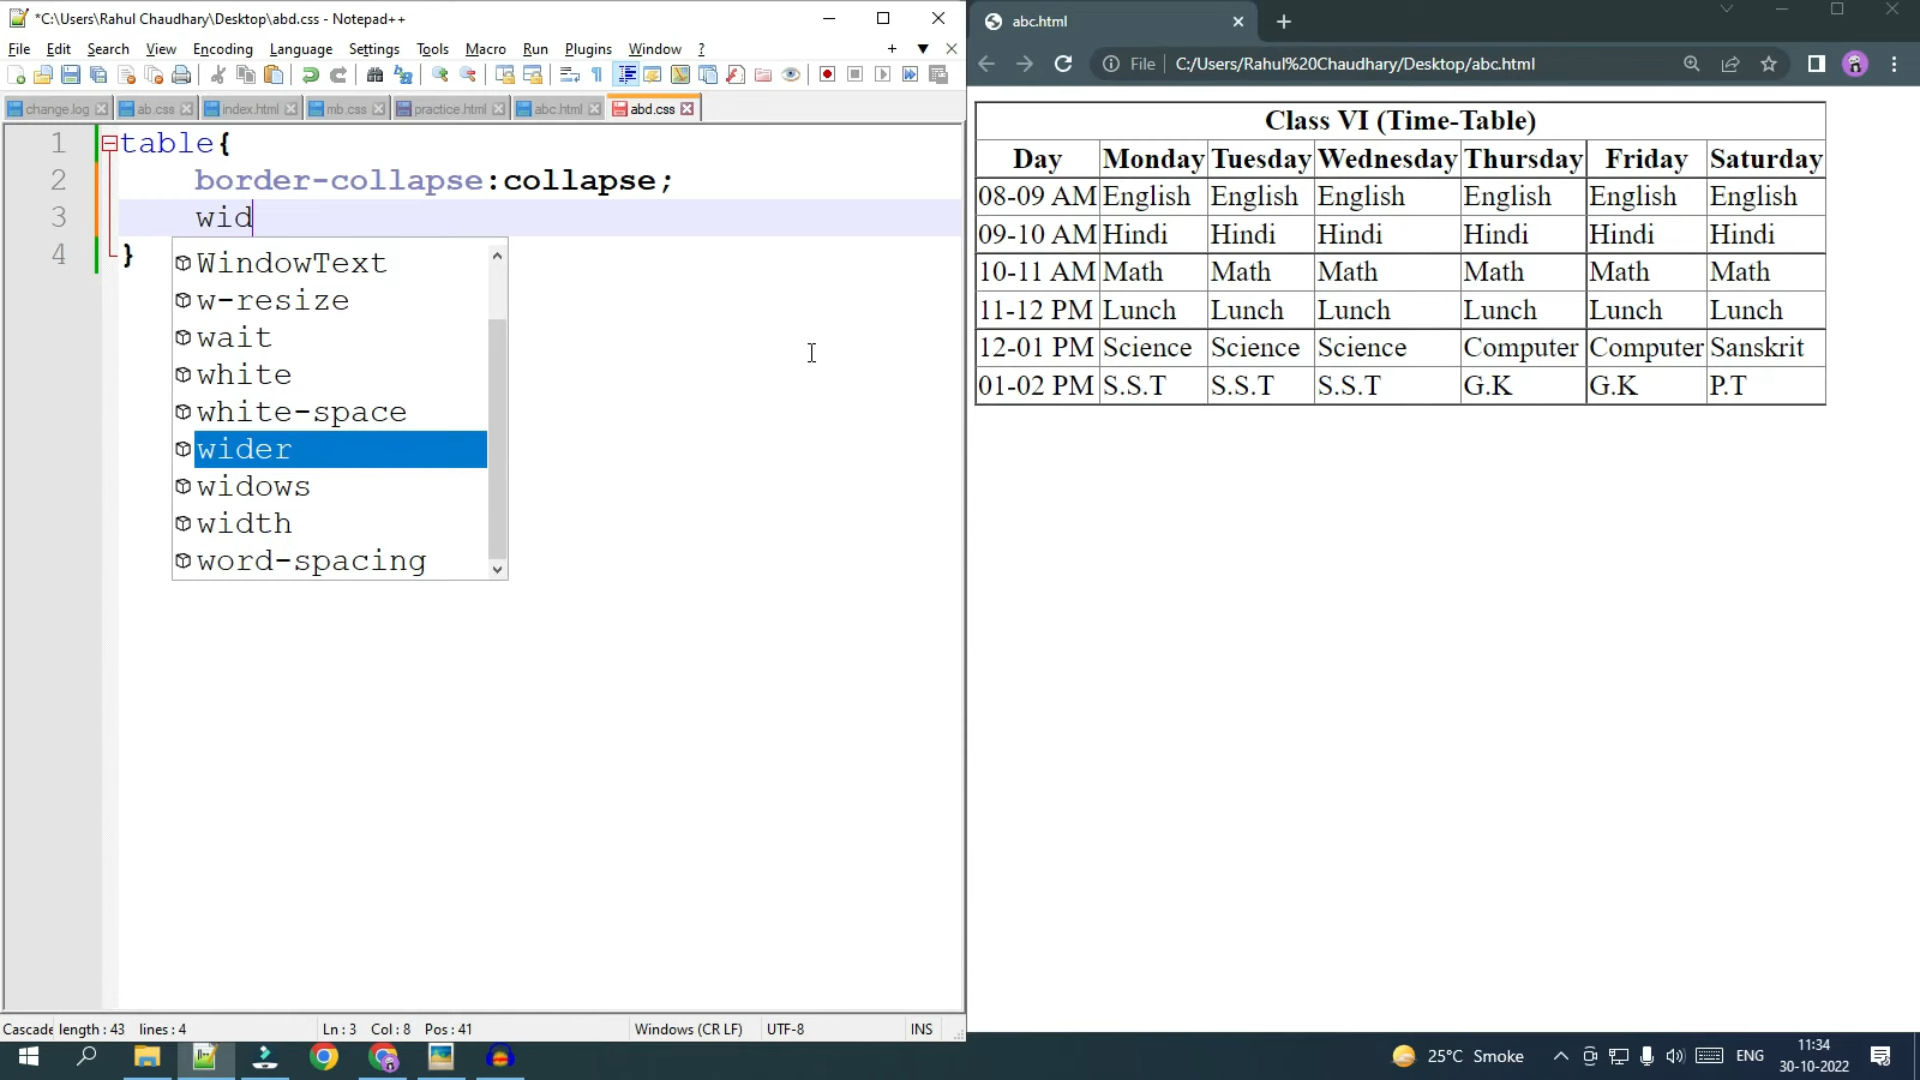 *C:\Users\Rahul Chaudhary\Desktop\abd.css - Notepad++
File Edit Search View Encoding Language Settings Tools Macro Run Plugins Window ?
change.log ab.css index.html mb.css practice.html abc.html abd.css
1 table{
2 border-collapse:collapse;
3 wid
4 }
WindowText
w-resize
wait
white
white-space
wider
widows
width
word-spacing
Cascade length : 43 lines : 4 Ln : 3 Col : 8 Pos : 41 Windows (CR LF) UTF-8 INS
abc.html
File C:/Users/Rahul%20Chaudhary/Desktop/abc.html
Class VI (Time-Table)
Day Monday Tuesday Wednesday Thursday Friday Saturday
08-09 AM English English English English English English
09-10 AM Hindi Hindi Hindi Hindi Hindi Hindi
10-11 AM Math Math Math Math Math Math
11-12 PM Lunch Lunch Lunch Lunch Lunch Lunch
12-01 PM Science Science Science Computer Computer Sanskrit
01-02 PM S.S.T S.S.T S.S.T G.K G.K P.T
25°C Smoke ENG 11:34
30-10-2022